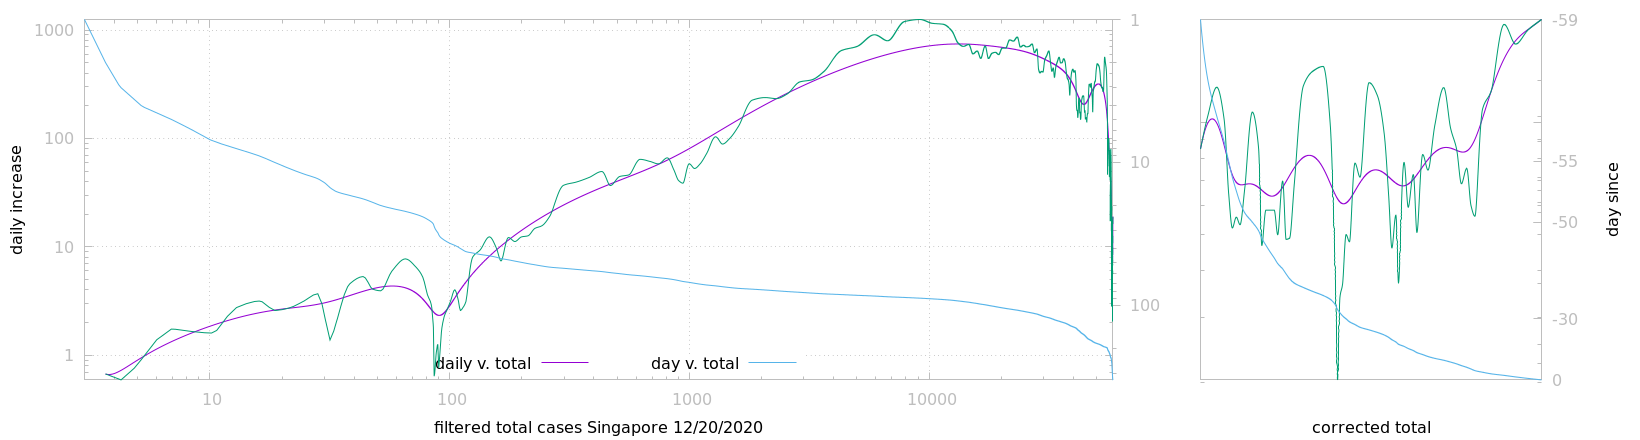 1000
100
10
1
daily increase
10
100
1000
10000
filtered total cases Singapore 12/20/2020
daily v. total
day v. total
1
10
100
-59
-55
-50
-30
0
day since
corrected total